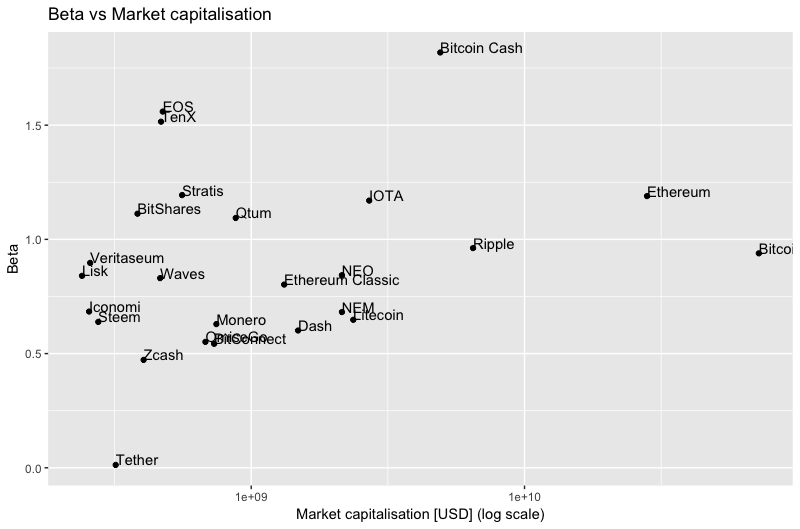 Beta vs Market capitalisation
Bitcoin Cash
EOS
TenX
1.5
Stratis
IOTA
Ethereum
BitShares
Qtum
1.0
Ripple
Bitcoi
Veritaseum
Lisk
Waves
NEO
Ethereum Classic
Iconomi
Steem
Monero
NEM
Litecoin
Dash
BitConnect
0.5
Zcash
Tether
0.0
1e+09
1e+10
Beta
Market capitalisation [USD] (log scale)